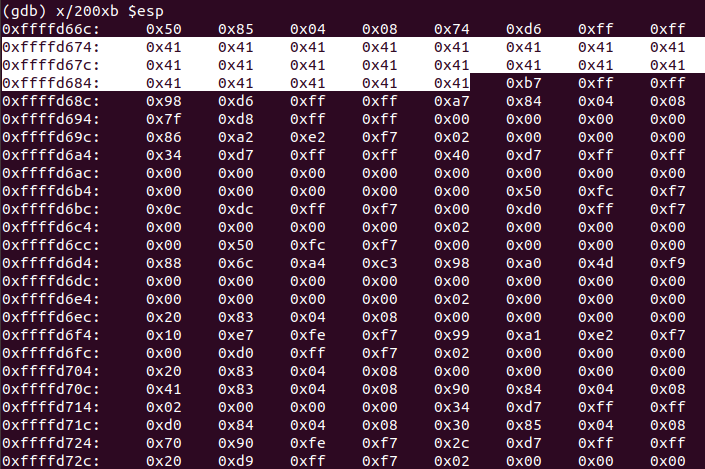 (gdb) x/200xb $esp
0xffffd66c: 0x50 0x85 0x04 0x08 0x74 0xd6 0xff 0xff
0xffffd674: 0x41 0x41 0x41 0x41 0x41 0x41 0x41 0x41
0xffffd67c: 0x41 0x41 0x41 0x41 0x41 0x41 0x41 0x41
0xffffd684: 0x41 0x41 0x41 0x41 0x41 0xb7 0xff 0xff
0xffffd68c: 0x98 0xd6 0xff 0xff 0xa7 0x84 0x04 0x08
0xffffd694: 0x7f 0xd8 0xff 0xff 0x00 0x00 0x00 0x00
0xffffd69c: 0x86 0xa2 0xe2 0xf7 0x02 0x00 0x00 0x00
0xffffd6a4: 0x34 0xd7 0xff 0xff 0x40 0xd7 0xff 0xff
0xffffd6ac: 0x00 0x00 0x00 0x00 0x00 0x00 0x00 0x00
0xffffd6b4: 0x00 0x00 0x00 0x00 0x00 0x50 0xfc 0xf7
0xffffd6bc: 0x0c 0xdc 0xff 0xf7 0x00 0xd0 0xff 0xf7
0xffffd6c4: 0x00 0x00 0x00 0x00 0x02 0x00 0x00 0x00
0xffffd6cc: 0x00 0x50 0xfc 0xf7 0x00 0x00 0x00 0x00
0xffffd6d4: 0x88 0x6c 0xa4 0xc3 0x98 0xa0 0x4d 0xf9
0xffffd6dc: 0x00 0x00 0x00 0x00 0x00 0x00 0x00 0x00
0xffffd6e4: 0x00 0x00 0x00 0x00 0x02 0x00 0x00 0x00
0xffffd6ec: 0x20 0x83 0x04 0x08 0x00 0x00 0x00 0x00
0xffffd6f4: 0x10 0xe7 0xfe 0xf7 0x99 0xa1 0xe2 0xf7
0xffffd6fc: 0x00 0xd0 0xff 0xf7 0x02 0x00 0x00 0x00
0xffffd704: 0x20 0x83 0x04 0x08 0x00 0x00 0x00 0x00
0xffffd70c: 0x41 0x83 0x04 0x08 0x90 0x84 0x04 0x08
0xffffd714: 0x02 0x00 0x00 0x00 0x34 0xd7 0xff 0xff
0xffffd71c: 0xd0 0x84 0x04 0x08 0x30 0x85 0x04 0x08
0xffffd724: 0x70 0x90 0xfe 0xf7 0x2c 0xd7 0xff 0xff
0xffffd72c: 0x20 0xd9 0xff 0xf7 0x02 0x00 0x00 0x00